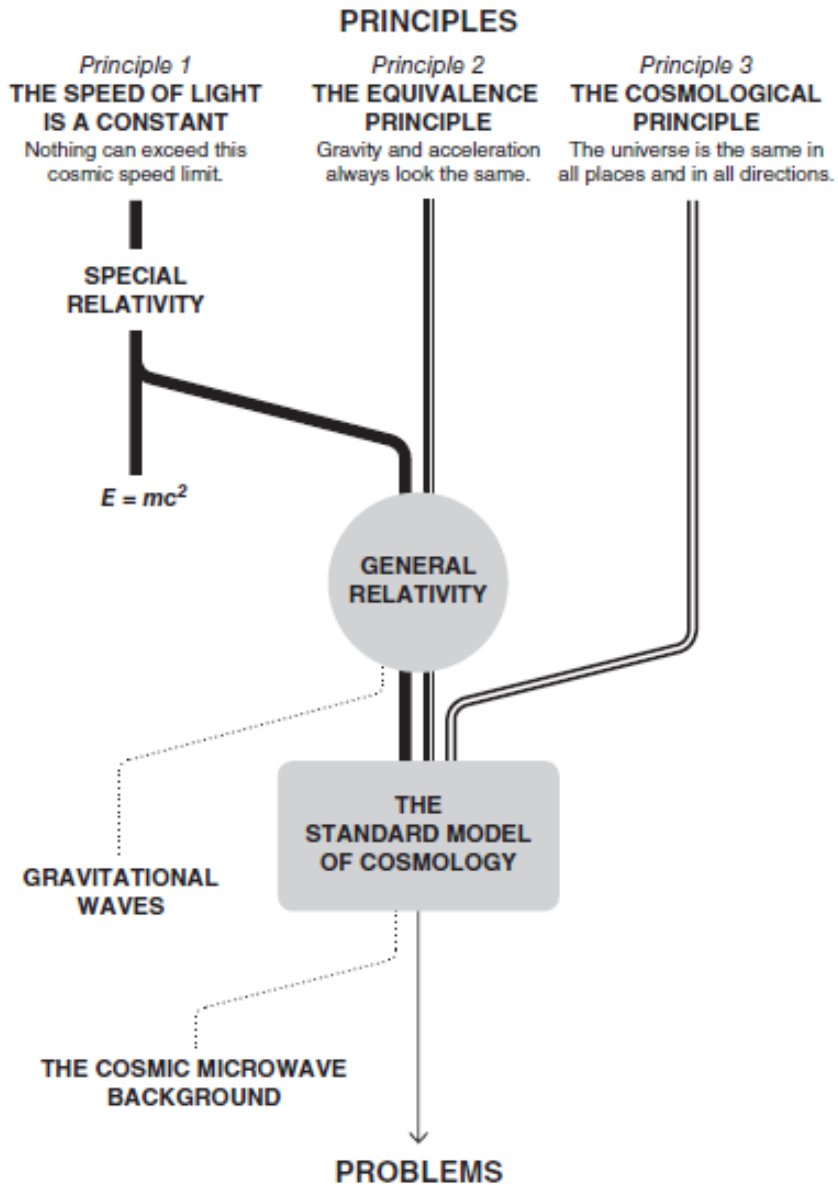 PRINCIPLES
Principle 1
THE SPEED OF LIGHT
IS A CONSTANT
Nothing can exceed this
cosmic speed limit.
Principle 2
THE EQUIVALENCE
PRINCIPLE
Gravity and acceleration
always look the same.
Principle 3
THE COSMOLOGICAL
PRINCIPLE
The universe is the same in
all places and in all directions.
SPECIAL
RELATIVITY
E = mc²
GENERAL
RELATIVITY
THE
STANDARD MODEL
OF COSMOLOGY
GRAVITATIONAL
WAVES
THE COSMIC MICROWAVE
BACKGROUND
PROBLEMS